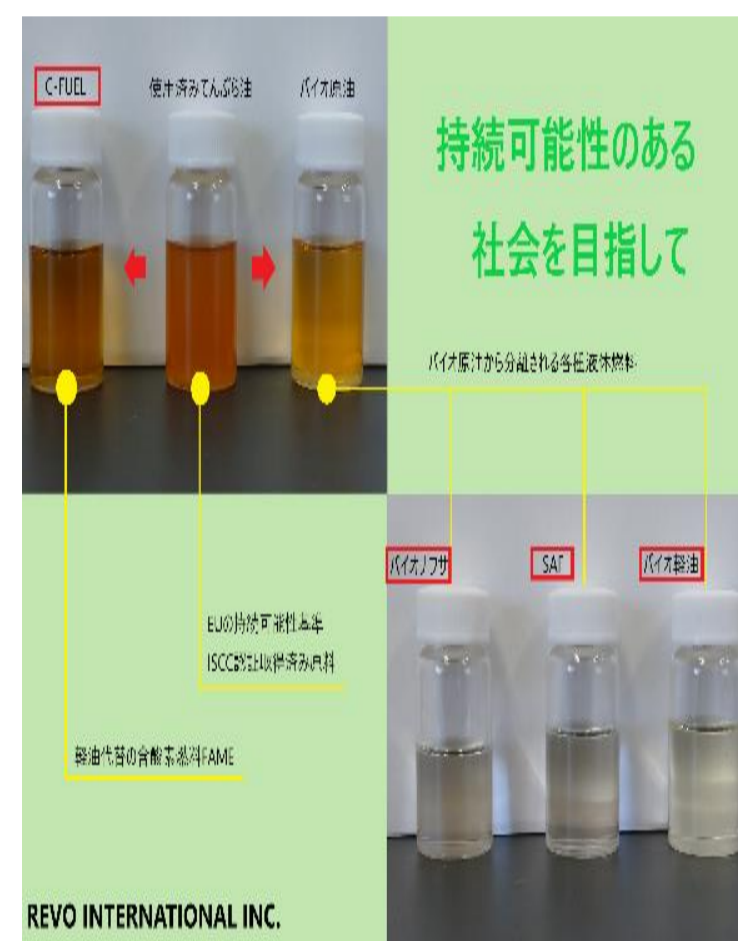 C-FUEL
使用済みてんぷら油
バイオ原油
持続可能性のある
社会を目指して
バイオ原油から分離される各種液体燃料
バイオナフサ
SAF
バイオ軽油
EUの持続可能性基準
ISCC認証取得済み原料
軽油代替の含酸素燃料FAME
REVO INTERNATIONAL INC.